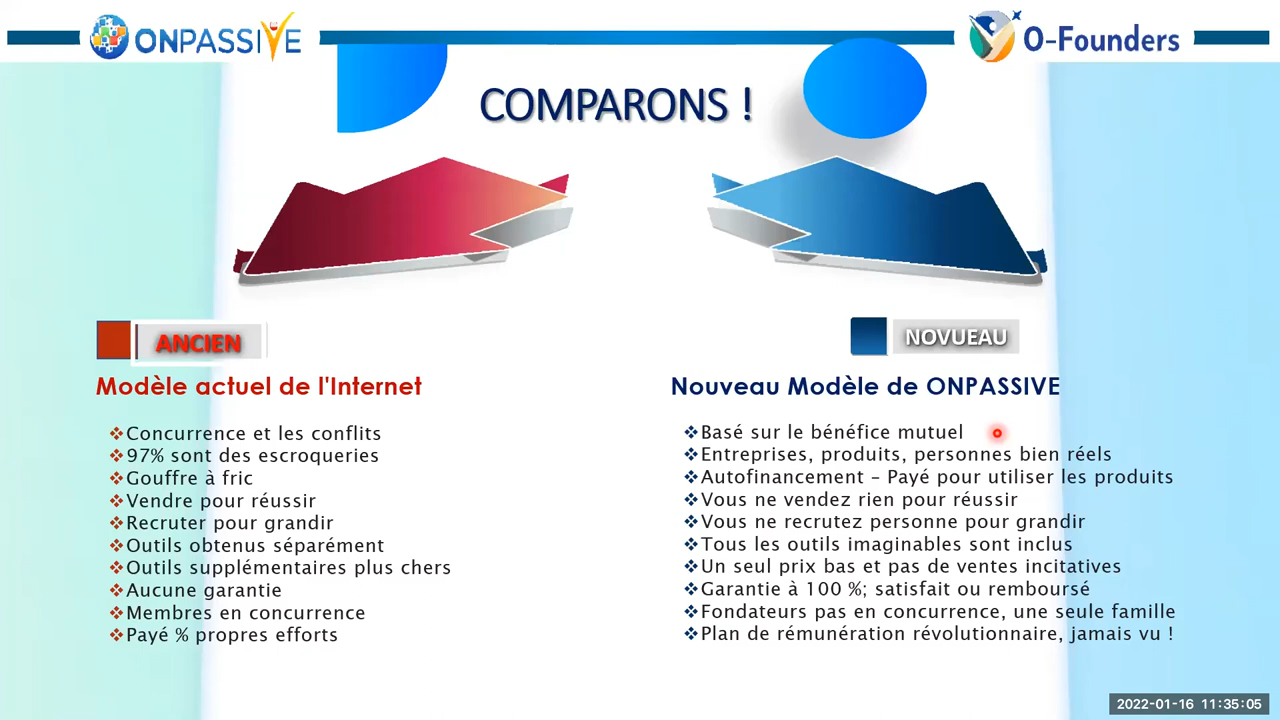 ONPASSIVE
O-Founders
COMPARONS !
ANCIEN
Modèle actuel de l'Internet
Concurrence et les conflits
97% sont des escroqueries
Gouffre à fric
Vendre pour réussir
Recruter pour grandir
Outils obtenus séparément
Outils supplémentaires plus chers
Aucune garantie
Membres en concurrence
Payé % propres efforts
NOVUEAU
Nouveau Modèle de ONPASSIVE
Basé sur le bénéfice mutuel
Entreprises, produits, personnes bien réels
Autofinancement – Payé pour utiliser les produits
Vous ne vendez rien pour réussir
Vous ne recrutez personne pour grandir
Tous les outils imaginables sont inclus
Un seul prix bas et pas de ventes incitatives
Garantie à 100 %; satisfait ou remboursé
Fondateurs pas en concurrence, une seule famille
Plan de rémunération révolutionnaire, jamais vu !
2022-01-16 11:35:05